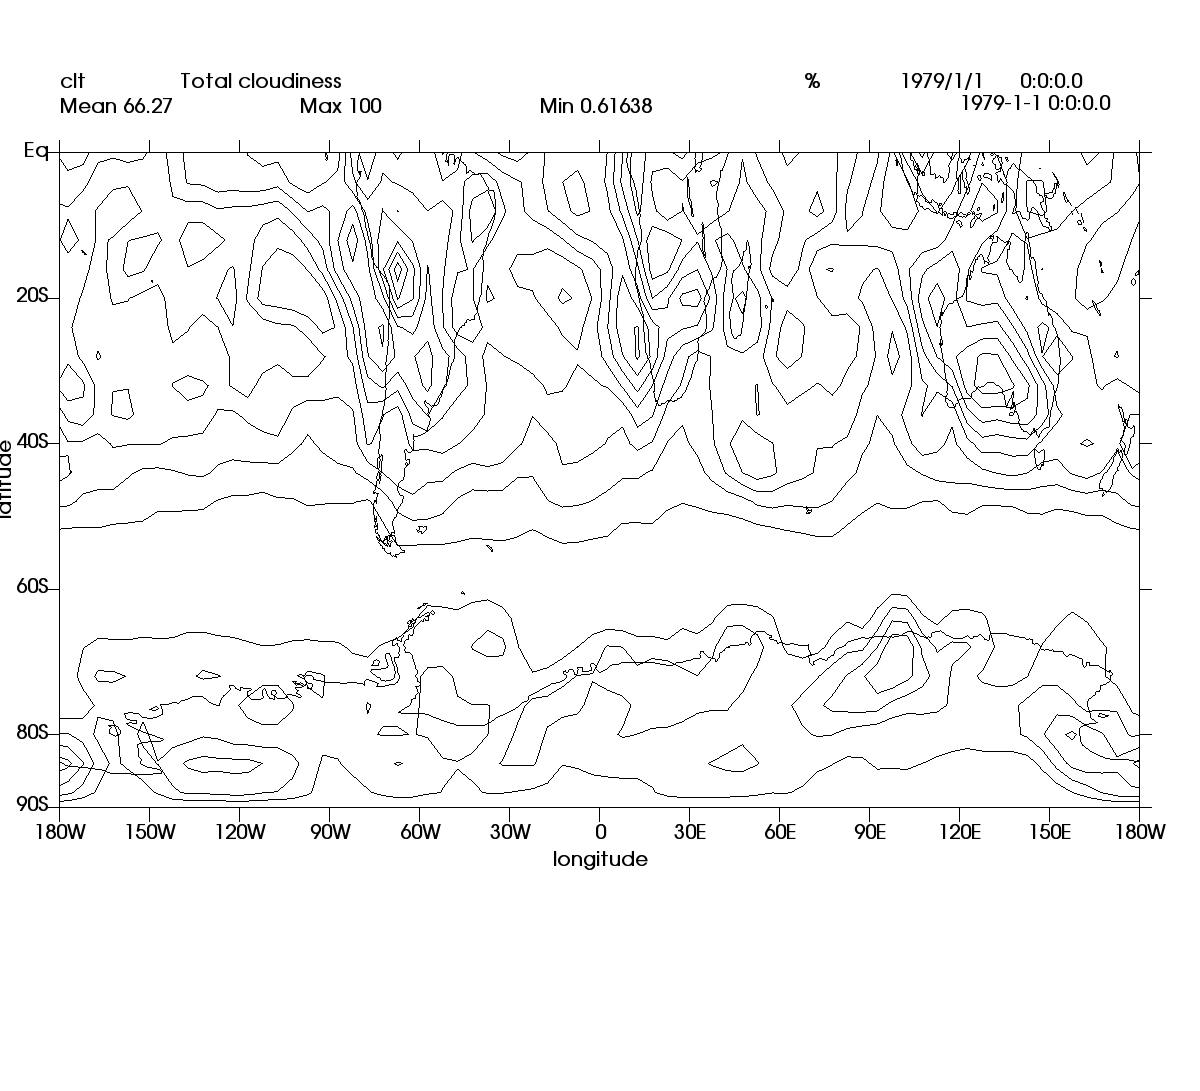 clt Total cloudiness % 1979/1/1 0:0:0.0
Mean 66.27 Max 100 Min 0.61638 1979-1-1 0:0:0.0
Eq
20S
40S
latitude
60S
80S
90S
180W 150W 120W 90W 60W 30W 0 30E 60E 90E 120E 150E 180W
longitude